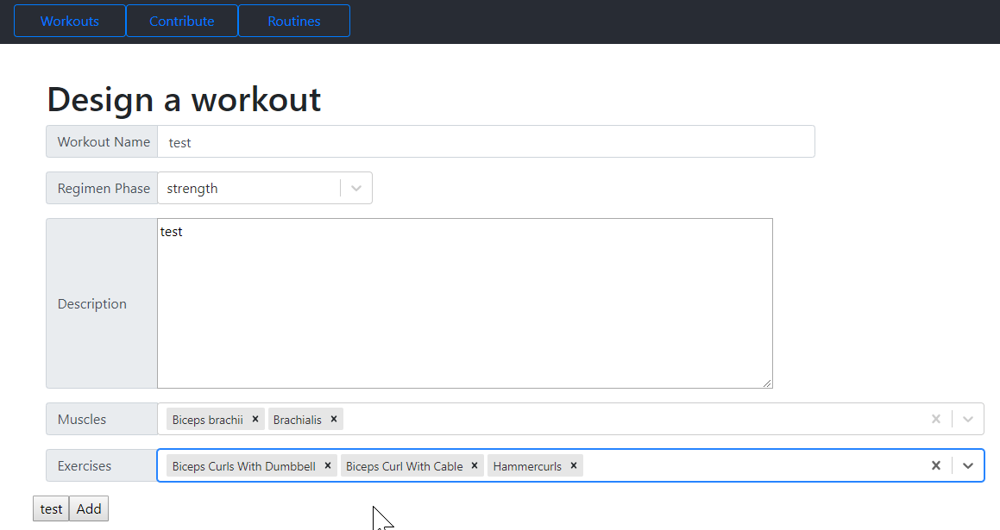 Workouts Contribute Routines
Design a workout
Workout Name test
Regimen Phase strength
test
Description
Muscles Biceps brachii × Brachialis ×
Exercises Biceps Curls With Dumbbell × Biceps Curl With Cable × Hammercurls ×
test Add